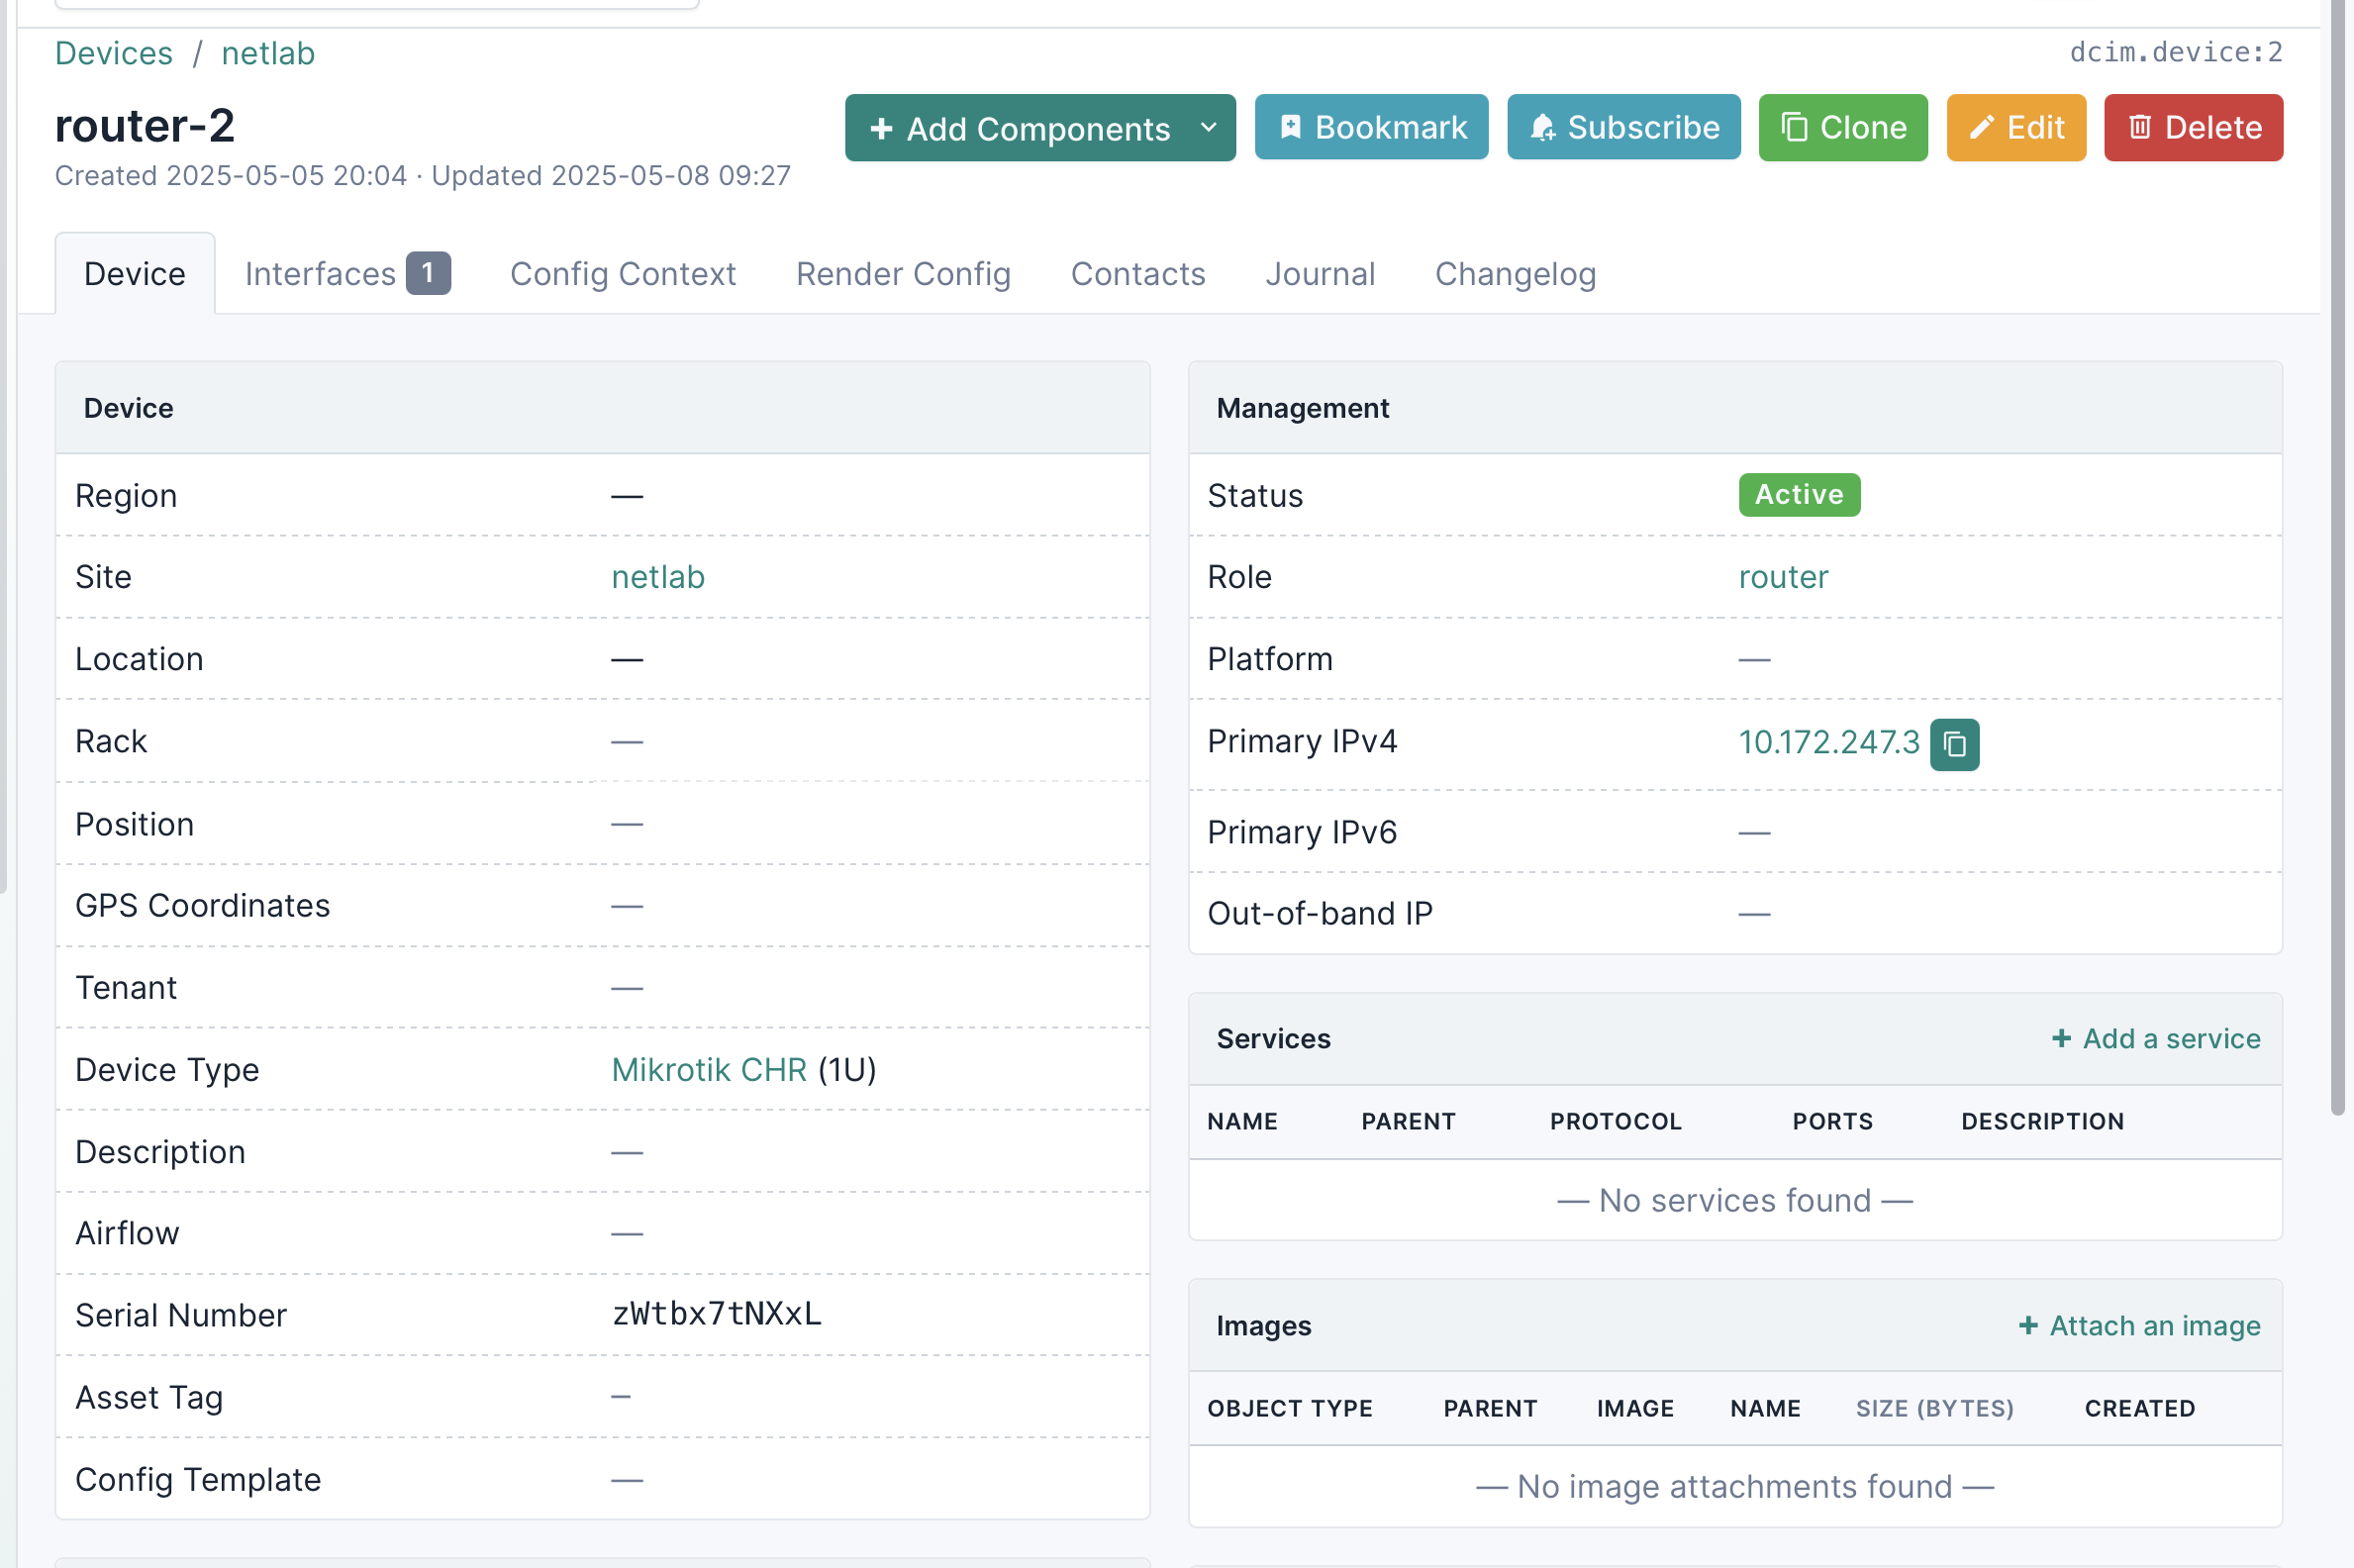 Devices / netlab
dcim.device:2
router-2
Created 2025-05-05 20:04 · Updated 2025-05-08 09:27
+ Add Components
Bookmark
Subscribe
Clone
Edit
Delete
Device
Interfaces 1
Config Context
Render Config
Contacts
Journal
Changelog
Device
Region —
Site netlab
Location —
Rack —
Position —
GPS Coordinates —
Tenant —
Device Type Mikrotik CHR (1U)
Description —
Airflow —
Serial Number zWtbx7tNXxL
Asset Tag –
Config Template —
Management
Status Active
Role router
Platform —
Primary IPv4 10.172.247.3
Primary IPv6 —
Out-of-band IP —
Services
+ Add a service
NAME PARENT PROTOCOL PORTS DESCRIPTION
— No services found —
Images
+ Attach an image
OBJECT TYPE PARENT IMAGE NAME SIZE (BYTES) CREATED
— No image attachments found —